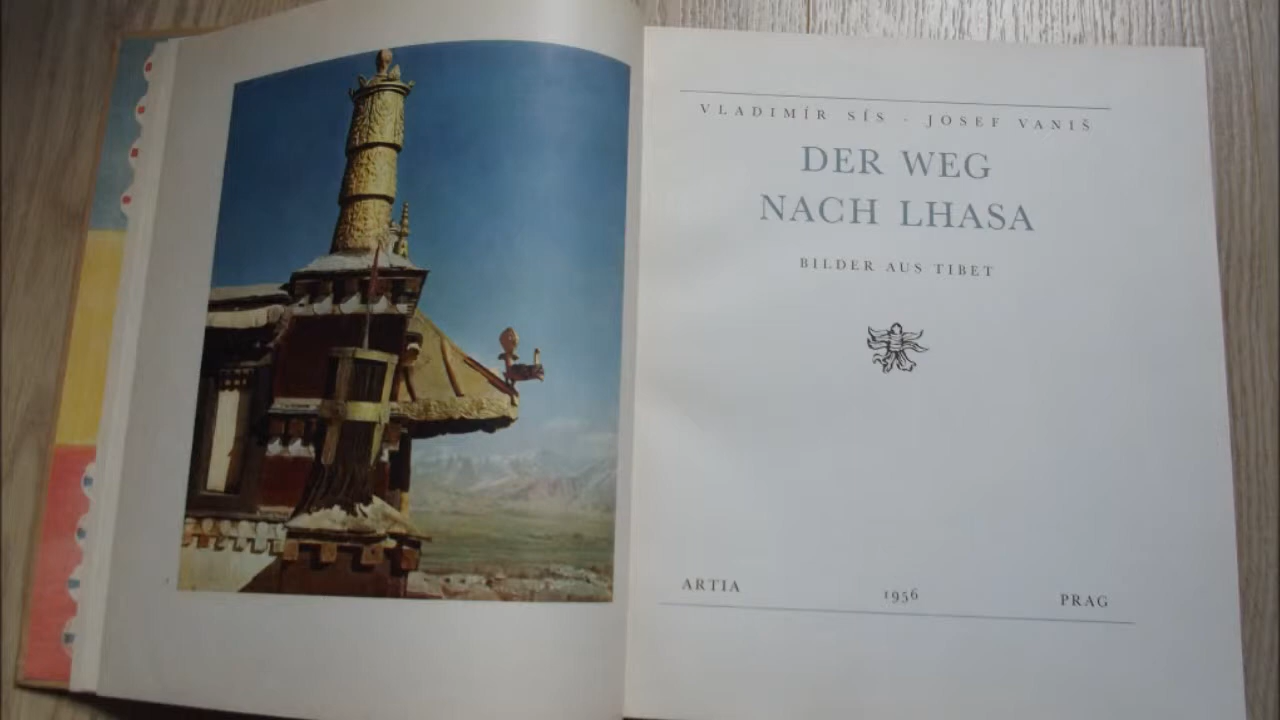 VLADIMÍR SÍS · JOSEF VANIŠ
DER WEG
NACH LHASA
BILDER AUS TIBET
ARTIA 1956 PRAG